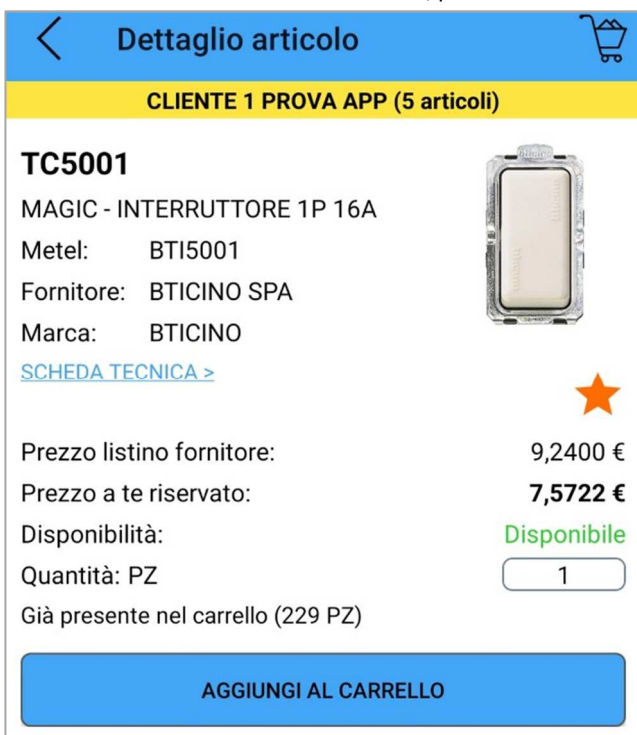 Dettaglio articolo
CLIENTE 1 PROVA APP (5 articoli)
TC5001
MAGIC - INTERRUTTORE 1P 16A
Metel: BTI5001
Fornitore: BTICINO SPA
Marca: BTICINO
SCHEDA TECNICA >
Prezzo listino fornitore: 9,2400 €
Prezzo a te riservato: 7,5722 €
Disponibilità: Disponibile
Quantità: PZ 1
Già presente nel carrello (229 PZ)
AGGIUNGI AL CARRELLO